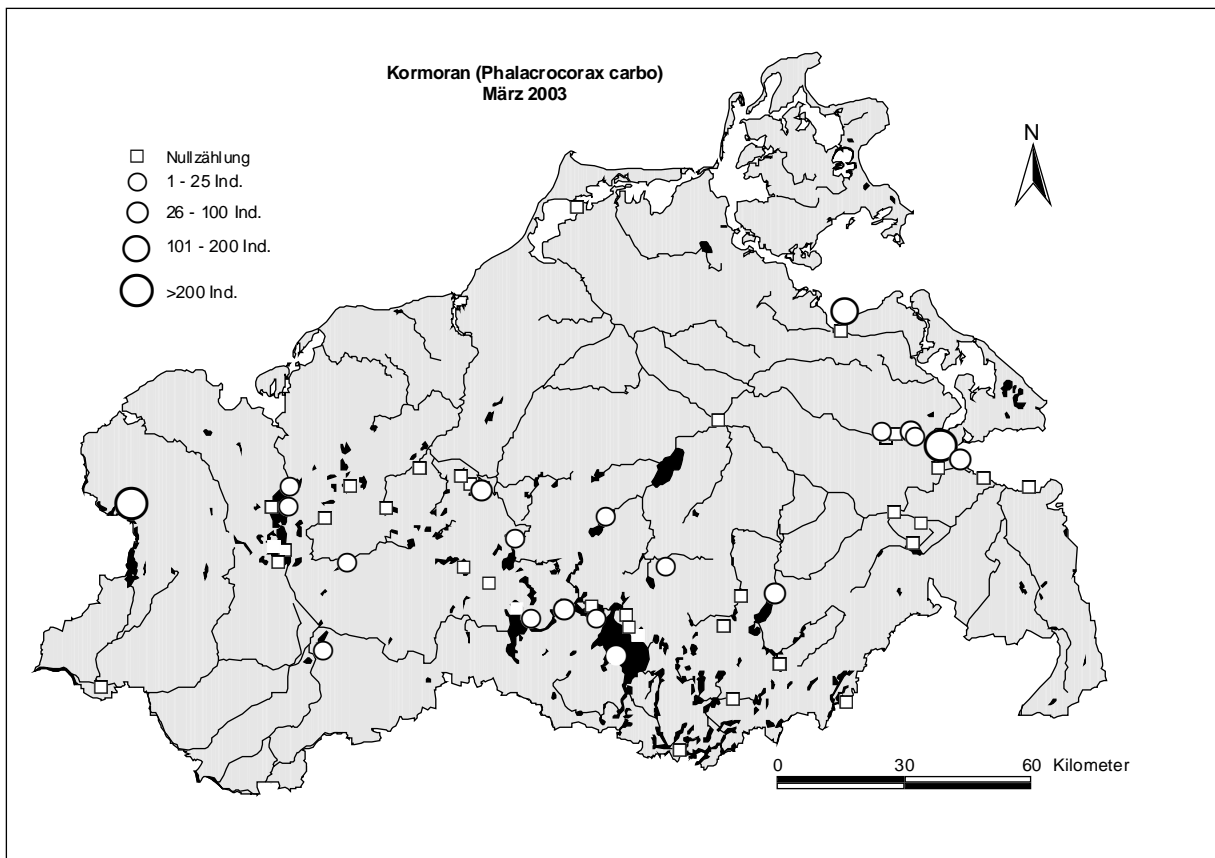 Kormoran (Phalacrocorax carbo)
März 2003
N
Nullzählung
1 - 25 Ind.
26 - 100 Ind.
101 - 200 Ind.
>200 Ind.
0 30 60 Kilometer